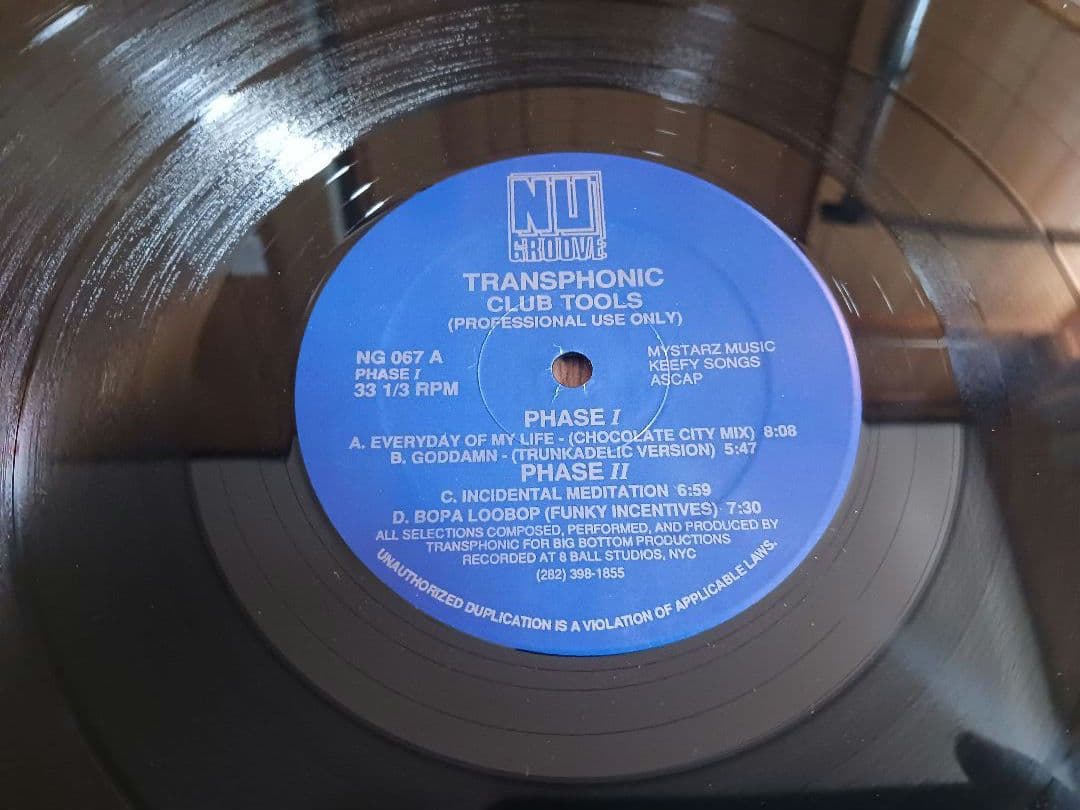 NU
GROOVE
TRANSPHONIC
CLUB TOOLS
(PROFESSIONAL USE ONLY)
NG 067 A
PHASE I
33 1/3 RPM
MYSTARZ MUSIC
KEEFY SONGS
ASCAP
PHASE I
A. EVERYDAY OF MY LIFE - (CHOCOLATE CITY MIX) 8:08
B. GODDAMN - (TRUNKADELIC VERSION) 5:47
PHASE II
C. INCIDENTAL MEDITATION 6:59
D. BOPA LOOBOP (FUNKY INCENTIVES) 7:30
ALL SELECTIONS COMPOSED, PERFORMED, AND PRODUCED BY
TRANSPHONIC FOR BIG BOTTOM PRODUCTIONS
RECORDED AT 8 BALL STUDIOS, NYC
(282) 398-1855
UNAUTHORIZED DUPLICATION IS A VIOLATION OF APPLICABLE LAWS.